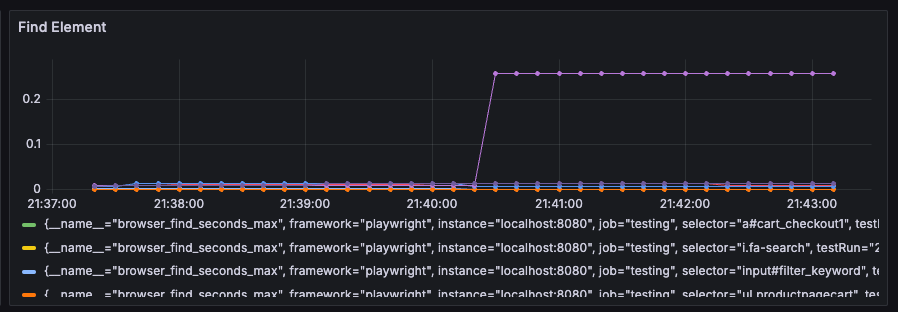 Find Element
0.2
0.1
0
21:37:00 21:38:00 21:39:00 21:40:00 21:41:00 21:42:00 21:43:00
{__name__="browser_find_seconds_max", framework="playwright", instance="localhost:8080", job="testing", selector="a#cart_checkout1", testI
{__name__="browser_find_seconds_max", framework="playwright", instance="localhost:8080", job="testing", selector="i.fa-search", testRun="2
{__name__="browser_find_seconds_max", framework="playwright", instance="localhost:8080", job="testing", selector="input#filter_keyword", te
{__name__="browser_find_seconds_max", framework="playwright", instance="localhost:8080", job="testing", selector="ul.productpagecart", test